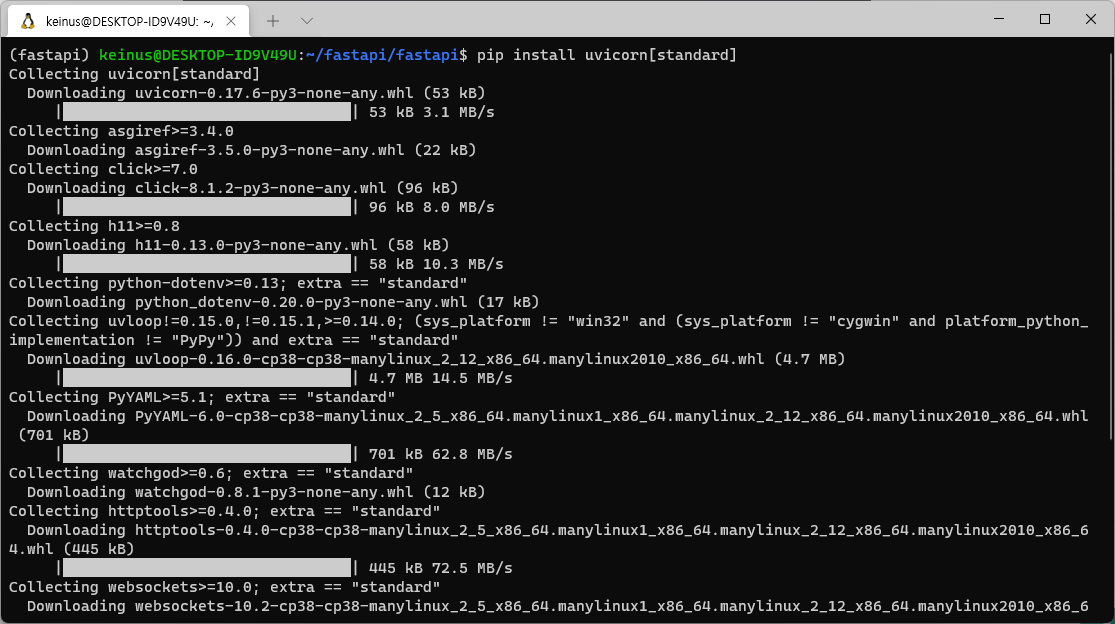 keinus@DESKTOP-ID9V49U: ~/
(fastapi) keinus@DESKTOP-ID9V49U:~/fastapi/fastapi$ pip install uvicorn[standard]
Collecting uvicorn[standard]
  Downloading uvicorn-0.17.6-py3-none-any.whl (53 kB)
     |████████████████████████████████| 53 kB 3.1 MB/s
Collecting asgiref>=3.4.0
  Downloading asgiref-3.5.0-py3-none-any.whl (22 kB)
Collecting click>=7.0
  Downloading click-8.1.2-py3-none-any.whl (96 kB)
     |████████████████████████████████| 96 kB 8.0 MB/s
Collecting h11>=0.8
  Downloading h11-0.13.0-py3-none-any.whl (58 kB)
     |████████████████████████████████| 58 kB 10.3 MB/s
Collecting python-dotenv>=0.13; extra == "standard"
  Downloading python_dotenv-0.20.0-py3-none-any.whl (17 kB)
Collecting uvloop!=0.15.0,!=0.15.1,>=0.14.0; (sys_platform != "win32" and (sys_platform != "cygwin" and platform_python_
implementation != "PyPy")) and extra == "standard"
  Downloading uvloop-0.16.0-cp38-cp38-manylinux_2_12_x86_64.manylinux2010_x86_64.whl (4.7 MB)
     |████████████████████████████████| 4.7 MB 14.5 MB/s
Collecting PyYAML>=5.1; extra == "standard"
  Downloading PyYAML-6.0-cp38-cp38-manylinux_2_5_x86_64.manylinux1_x86_64.manylinux_2_12_x86_64.manylinux2010_x86_64.whl
 (701 kB)
     |████████████████████████████████| 701 kB 62.8 MB/s
Collecting watchgod>=0.6; extra == "standard"
  Downloading watchgod-0.8.1-py3-none-any.whl (12 kB)
Collecting httptools>=0.4.0; extra == "standard"
  Downloading httptools-0.4.0-cp38-cp38-manylinux_2_5_x86_64.manylinux1_x86_64.manylinux_2_12_x86_64.manylinux2010_x86_6
4.whl (445 kB)
     |████████████████████████████████| 445 kB 72.5 MB/s
Collecting websockets>=10.0; extra == "standard"
  Downloading websockets-10.2-cp38-cp38-manylinux_2_5_x86_64.manylinux1_x86_64.manylinux_2_12_x86_64.manylinux2010_x86_6